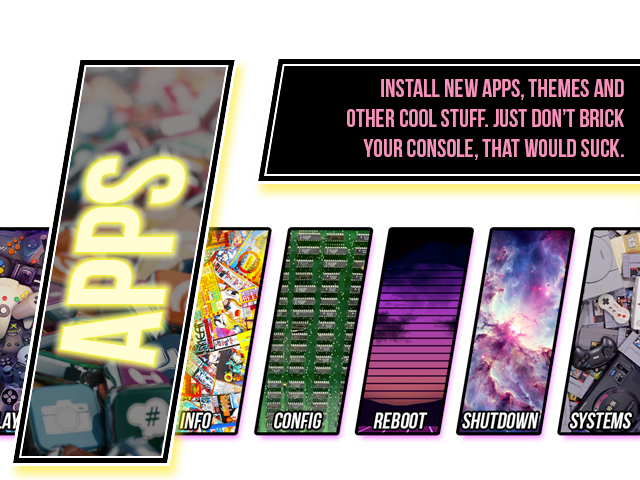 INSTALL NEW APPS, THEMES AND
OTHER COOL STUFF. JUST DON'T BRICK
YOUR CONSOLE, THAT WOULD SUCK.
APPS
INFO
CONFIG
REBOOT
SHUTDOWN
SYSTEMS